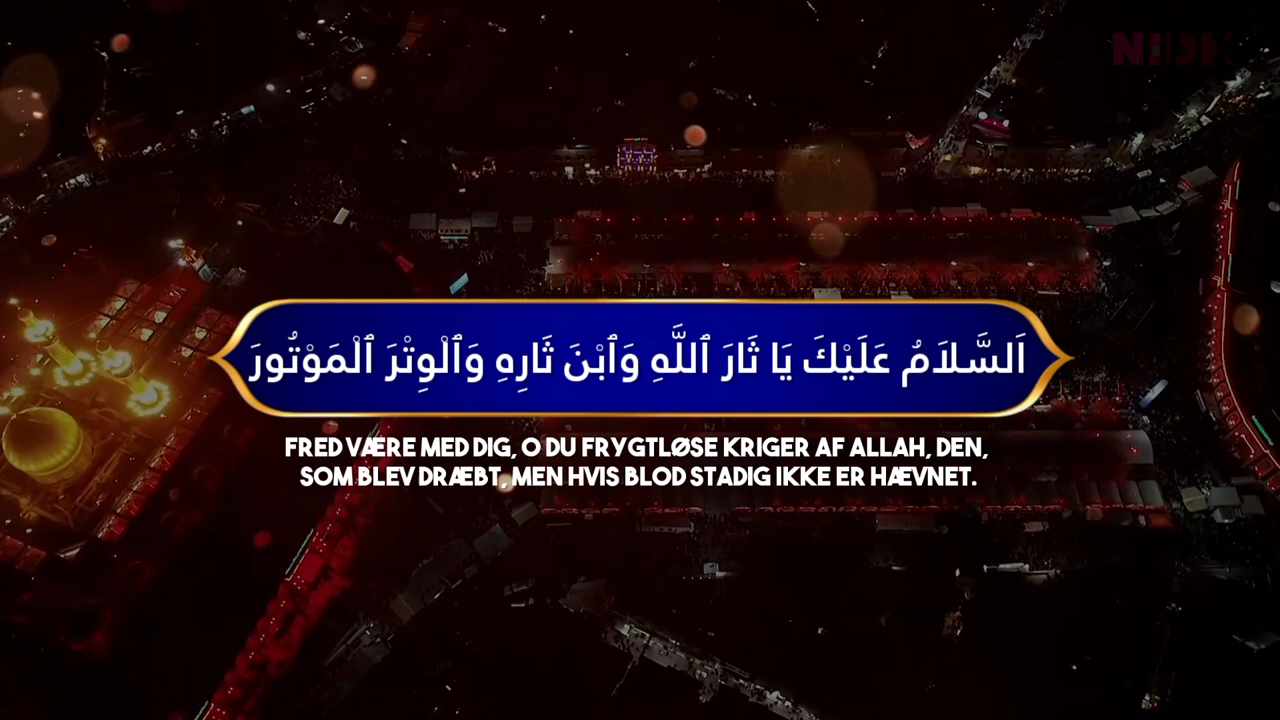 اَلسَّلاَمُ عَلَيْكَ يَا ثَارَ ٱللَّهِ وَٱبْنَ ثَارِهِ وَٱلْوِتْرَ ٱلْمَوْتُورَ
FRED VÆRE MED DIG, O DU FRYGTLØSE KRIGER AF ALLAH, DEN,
SOM BLEV DRÆBT, MEN HVIS BLOD STADIG IKKE ER HÆVNET.